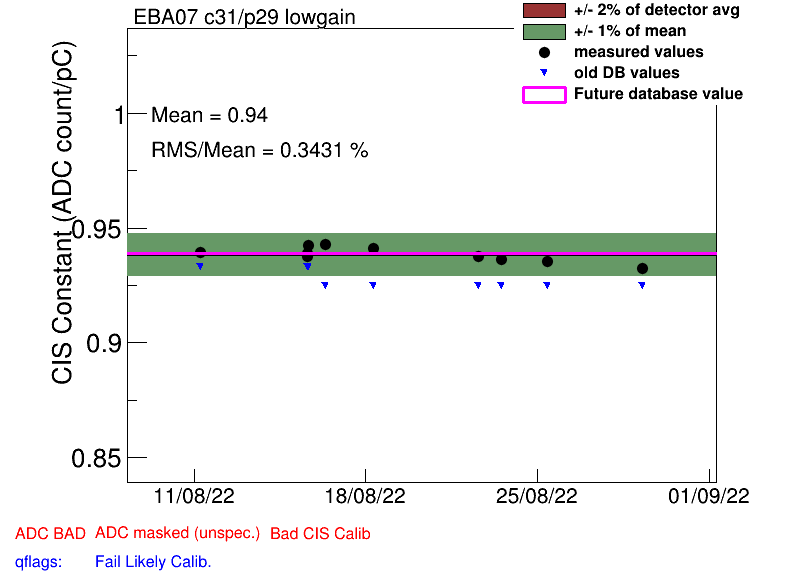 EBA07 c31/p29 lowgain
+/- 2% of detector avg
+/- 1% of mean
measured values
old DB values
Future database value
Mean = 0.94
RMS/Mean = 0.3431 %
CIS Constant (ADC count/pC)
1
0.95
0.9
0.85
11/08/22 18/08/22 25/08/22 01/09/22
ADC BAD ADC masked (unspec.) Bad CIS Calib
qflags: Fail Likely Calib.